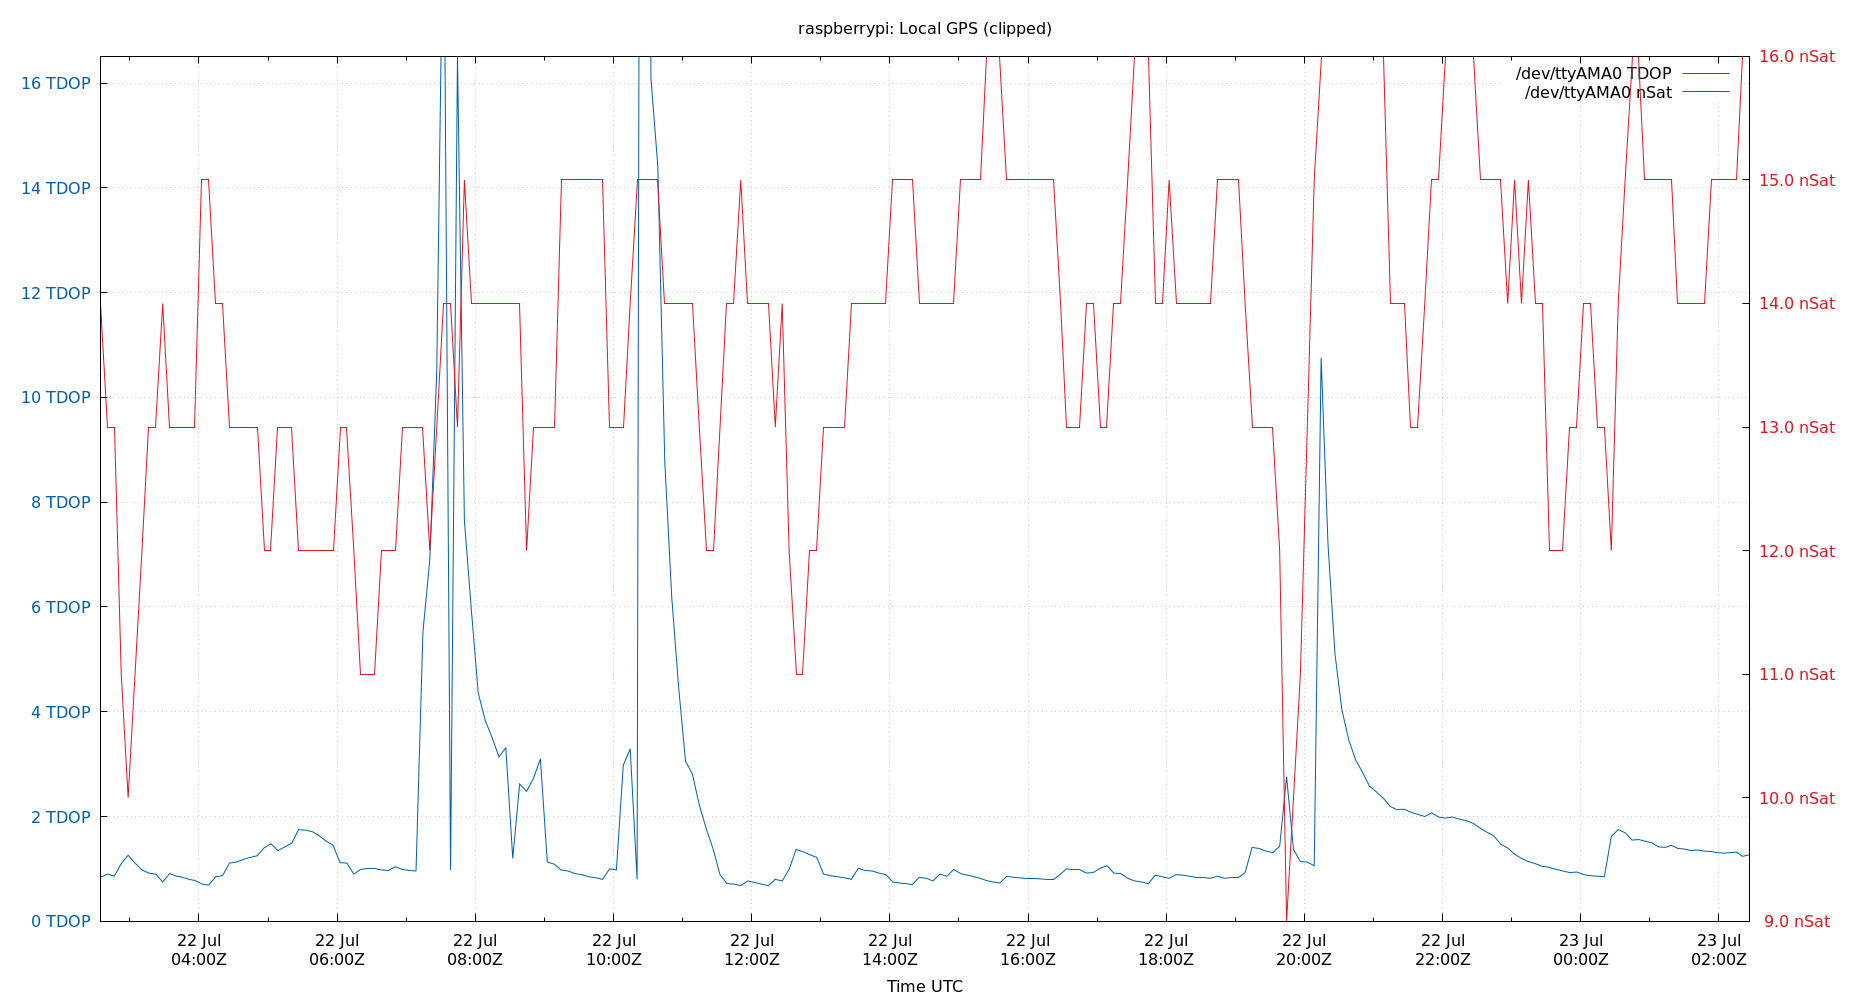 raspberrypi: Local GPS (clipped)
/dev/ttyAMA0 TDOP
/dev/ttyAMA0 nSat
16 TDOP
14 TDOP
12 TDOP
10 TDOP
8 TDOP
6 TDOP
4 TDOP
2 TDOP
0 TDOP
16.0 nSat
15.0 nSat
14.0 nSat
13.0 nSat
12.0 nSat
11.0 nSat
10.0 nSat
9.0 nSat
22 Jul
04:00Z
22 Jul
06:00Z
22 Jul
08:00Z
22 Jul
10:00Z
22 Jul
12:00Z
22 Jul
14:00Z
22 Jul
16:00Z
22 Jul
18:00Z
22 Jul
20:00Z
22 Jul
22:00Z
23 Jul
00:00Z
23 Jul
02:00Z
Time UTC